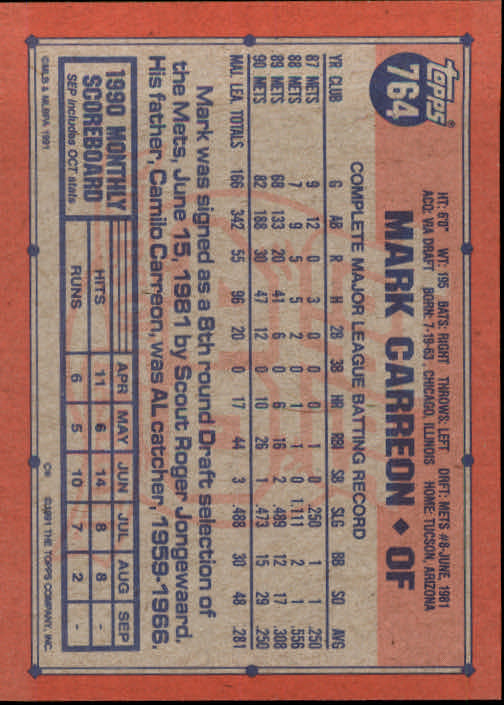 TOPPS®
764
HT: 6'0" WT: 195 BATS: RIGHT THROWS: LEFT DRFT: METS #8-JUNE, 1981
ACQ: VIA DRAFT BORN: 7-19-63, CHICAGO, ILLINOIS HOME: TUCSON, ARIZONA
MARK CARREON ◆ OF
COMPLETE MAJOR LEAGUE BATTING RECORD
YR CLUB G AB R H 2B 3B HR RBI SB SLG BB SO AVG
87 METS 9 12 0 3 0 0 0 1 0 .250 1 1 .250
88 METS 7 9 5 5 2 0 1 1 0 1.111 2 1 .556
89 METS 68 133 20 41 6 0 6 16 2 .489 12 17 .308
90 METS 82 188 30 47 12 0 10 26 1 .473 15 29 .250
MAJ. LEA. TOTALS 166 342 55 96 20 0 17 44 3 .488 30 48 .281
Mark was signed as a 8th round Draft selection of
the Mets, June 15, 1981 by Scout Roger Jongewaard.
His father, Camilo Carreon, was AL catcher, 1959-1966.
1990 MONTHLY
SCOREBOARD
SEP includes OCT stats
APR MAY JUN JUL AUG SEP
HITS 11 6 14 8 8 -
RUNS 6 5 10 7 2 -
©MLB & MLBPA 1991
C* ©1991 THE TOPPS COMPANY, INC.